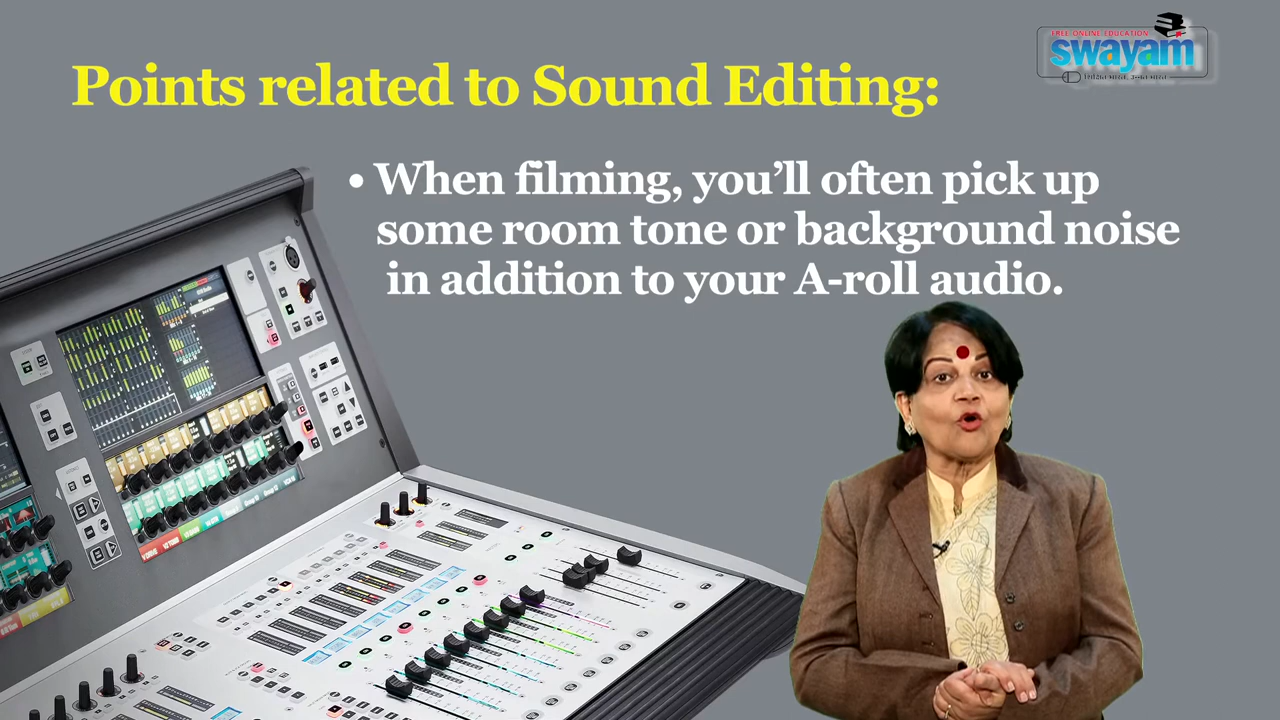 FREE ONLINE EDUCATION
swayam
Points related to Sound Editing:
• When filming, you’ll often pick up
some room tone or background noise
in addition to your A-roll audio.